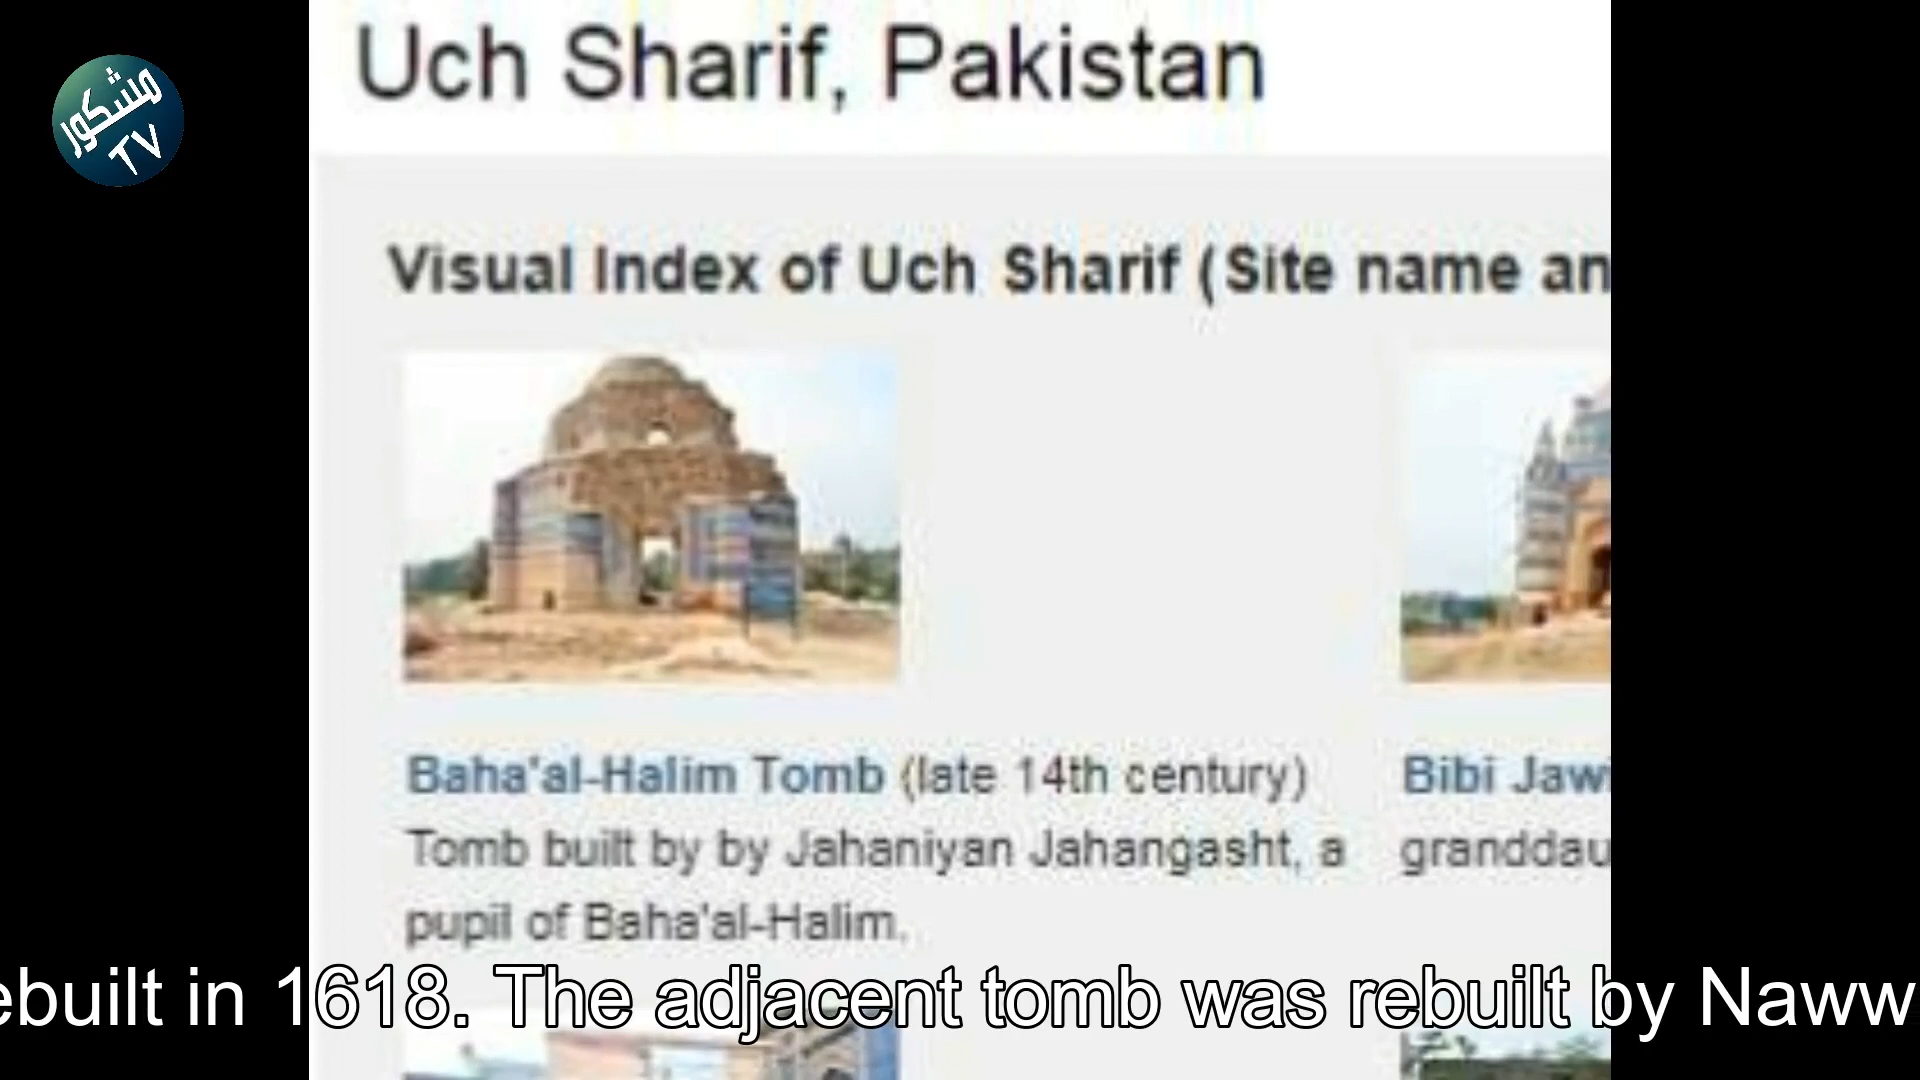 مشكور
TV
Uch Sharif, Pakistan
Visual Index of Uch Sharif (Site name an
Baha'al-Halim Tomb (late 14th century)
Tomb built by by Jahaniyan Jahangasht, a
pupil of Baha'al-Halim.
Bibi Jawi
granddau
ebuilt in 1618. The adjacent tomb was rebuilt by Naww